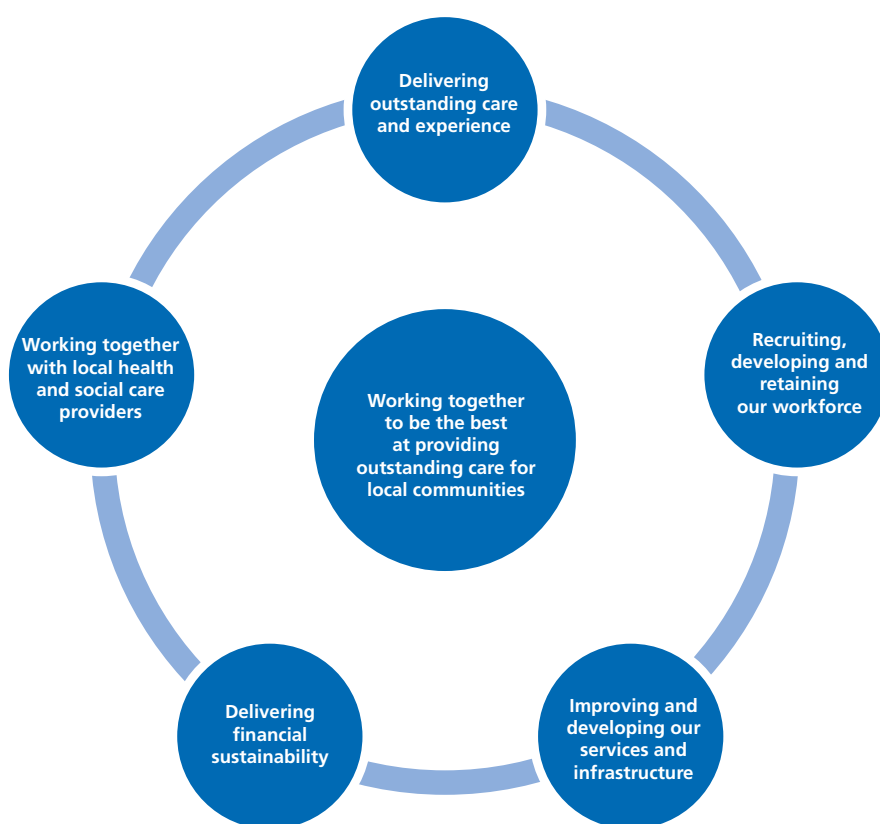 Delivering
outstanding care
and experience
Working together
with local health
and social care
providers
Recruiting,
developing and
retaining
our workforce
Working together
to be the best
at providing
outstanding care for
local communities
Delivering
financial
sustainability
Improving and
developing our
services and
infrastructure